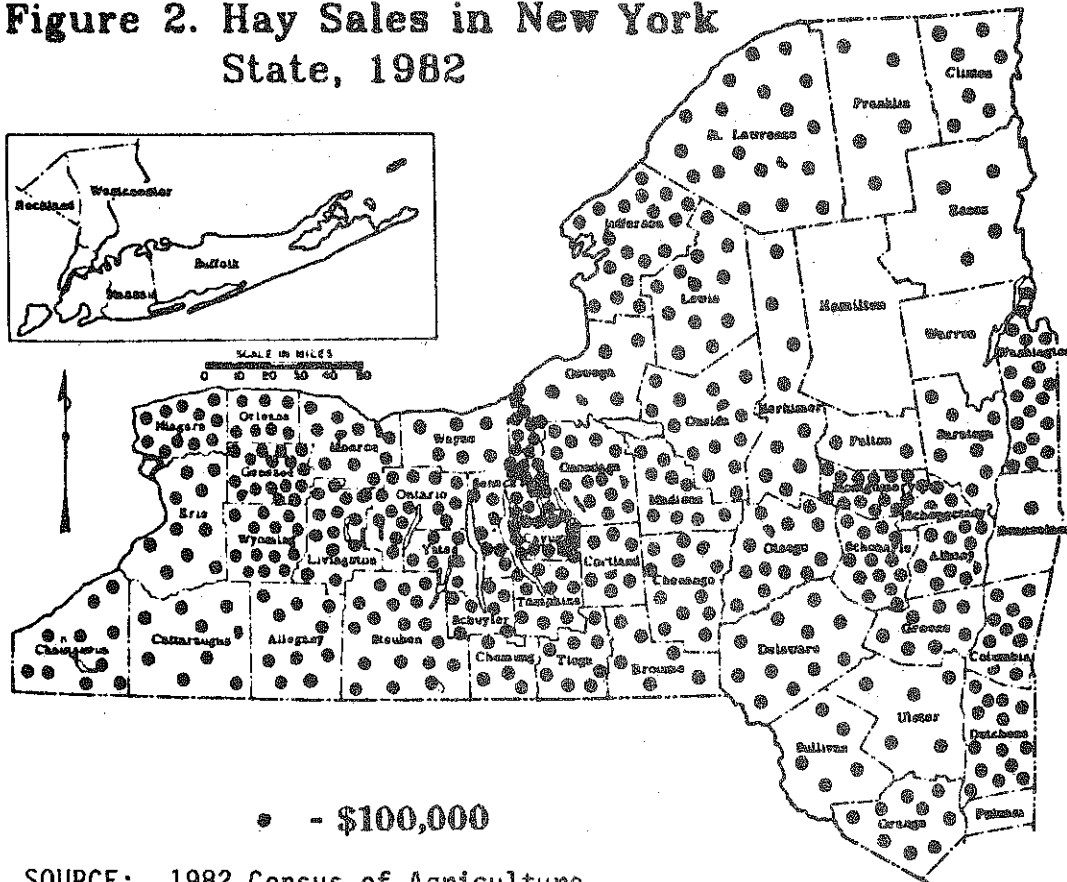 Figure 2. Hay Sales in New York
State, 1982
Clinton
Franklin
St. Lawrence
Essex
Rockland
Westchester
Suffolk
Nassau
Jefferson
Lewis
Hamilton
Warren
Washington
SCALE IN MILES
0 10 20 30 40 50
Oswego
Oneida
Herkimer
Fulton
Saratoga
Niagara
Orleans
Monroe
Wayne
Genesee
Onondaga
Madison
Montgomery
Schenectady
Rensselaer
Erie
Wyoming
Livingston
Ontario
Yates
Seneca
Cayuga
Cortland
Chenango
Otsego
Schoharie
Albany
Chautauqua
Cattaraugus
Allegany
Steuben
Schuyler
Tompkins
Chemung
Tioga
Broome
Delaware
Greene
Columbia
Ulster
Dutchess
Sullivan
Orange
Putnam
- $100,000
SOURCE: 1982 Census of Agriculture